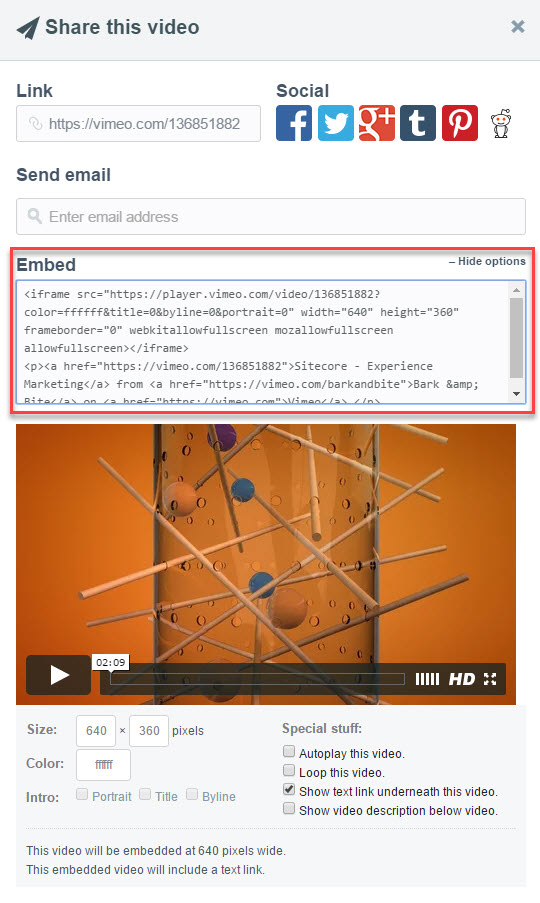 Share this video
Link
Social
https://vimeo.com/136851882
Send email
Enter email address
Embed
– Hide options
<iframe src="https://player.vimeo.com/video/136851882?
color=ffffff&title=0&byline=0&portrait=0" width="640" height="360"
frameborder="0" webkitallowfullscreen mozallowfullscreen
allowfullscreen></iframe>
<p><a href="https://vimeo.com/136851882">Sitecore - Experience
Marketing</a> from <a href="https://vimeo.com/barkandbite">Bark &amp;
Bite</a> on <a href="https://vimeo.com">Vimeo</a>.</p>
02:09
HD
Size: 640 × 360 pixels
Color: ffffff
Intro: Portrait Title Byline
Special stuff:
Autoplay this video.
Loop this video.
Show text link underneath this video.
Show video description below video.
This video will be embedded at 640 pixels wide.
This embedded video will include a text link.